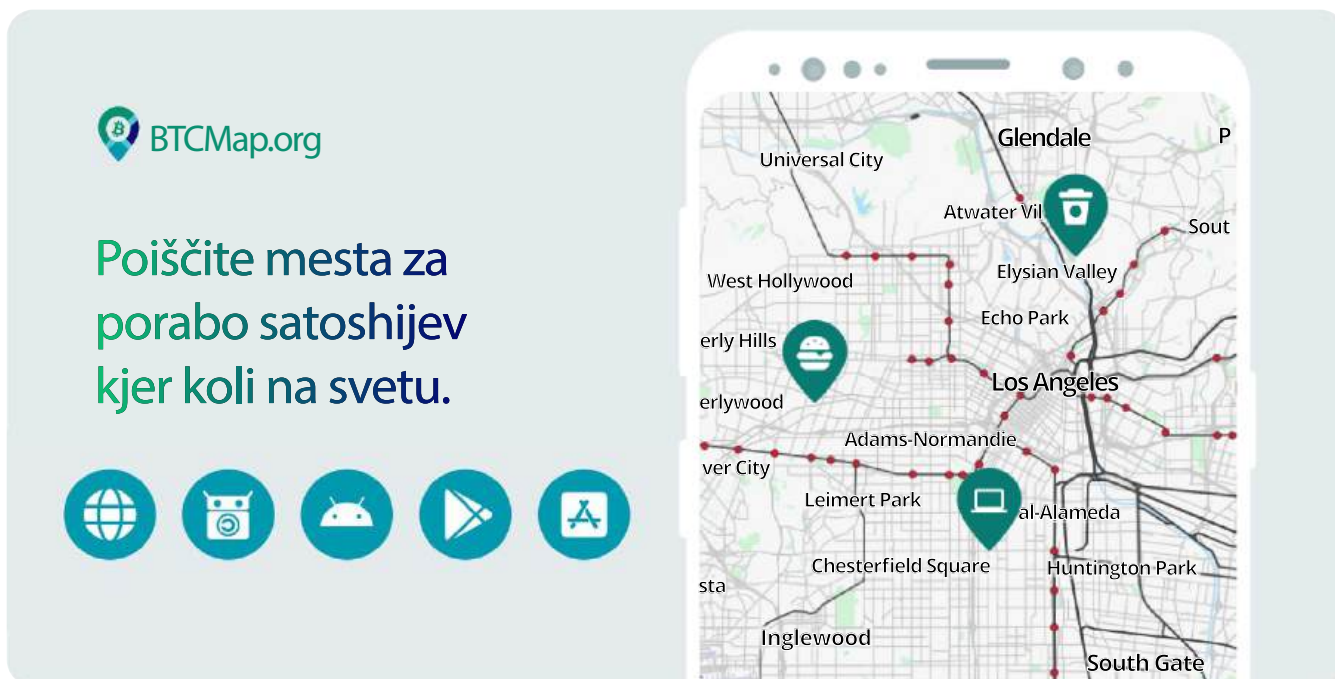 BTCMap.org
Poiščite mesta za
porabo satoshijev
kjer koli na svetu.
Glendale
P
Universal City
Atwater Vil
Sout
Elysian Valley
West Hollywood
Echo Park
erly Hills
Los Angeles
erlywood
Adams-Normandie
ver City
Leimert Park
al-Alameda
Chesterfield Square
Huntington Park
sta
Inglewood
South Gate